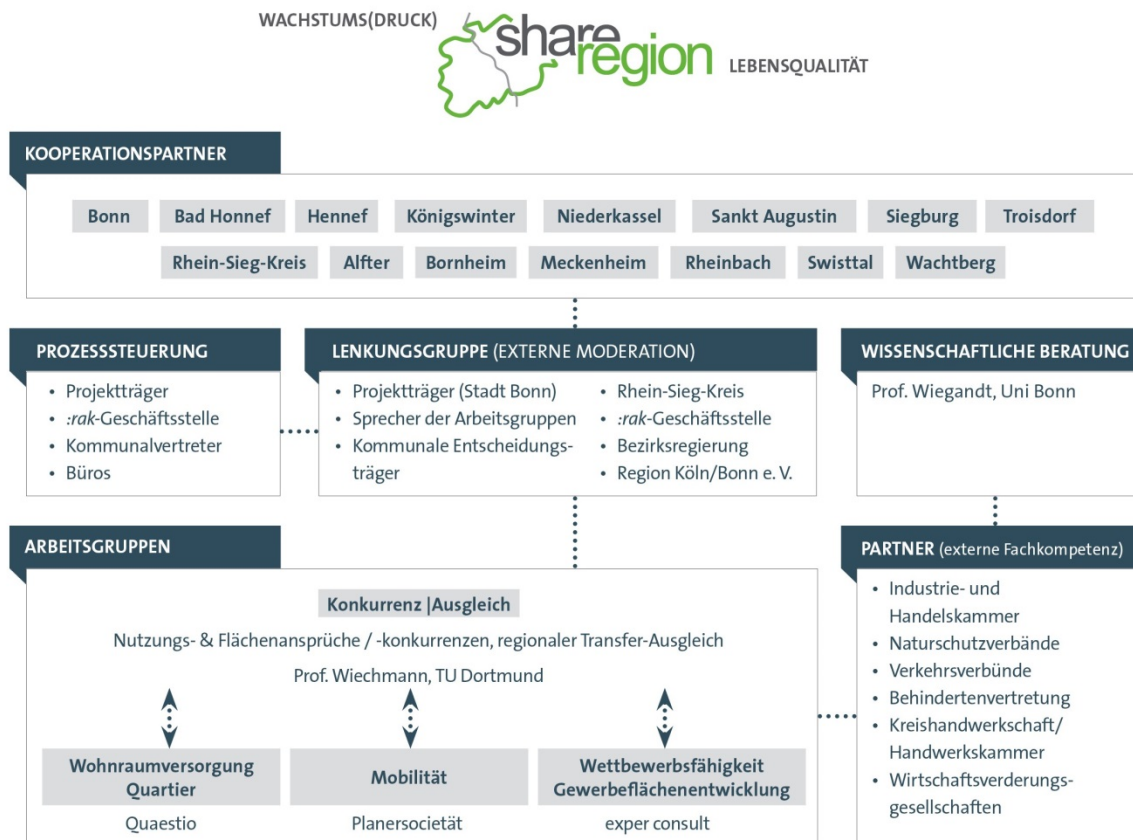 WACHSTUMS(DRUCK)
share
region
LEBENSQUALITÄT
KOOPERATIONSPARTNER
Bonn
Bad Honnef
Hennef
Königswinter
Niederkassel
Sankt Augustin
Siegburg
Troisdorf
Rhein-Sieg-Kreis
Alfter
Bornheim
Meckenheim
Rheinbach
Swisttal
Wachtberg
PROZESSSTEUERUNG
• Projektträger
• :rak-Geschäftsstelle
• Kommunalvertreter
• Büros
LENKUNGSGRUPPE (EXTERNE MODERATION)
• Projektträger (Stadt Bonn)
• Sprecher der Arbeitsgruppen
• Kommunale Entscheidungs-
träger
• Rhein-Sieg-Kreis
• :rak-Geschäftsstelle
• Bezirksregierung
• Region Köln/Bonn e. V.
WISSENSCHAFTLICHE BERATUNG
Prof. Wiegandt, Uni Bonn
ARBEITSGRUPPEN
Konkurrenz |Ausgleich
Nutzungs- & Flächenansprüche / -konkurrenzen, regionaler Transfer-Ausgleich
Prof. Wiechmann, TU Dortmund
Wohnraumversorgung
Quartier
Quaestio
Mobilität
Planersocietät
Wettbewerbsfähigkeit
Gewerbeflächenentwicklung
exper consult
PARTNER (externe Fachkompetenz)
• Industrie- und
Handelskammer
• Naturschutzverbände
• Verkehrsverbünde
• Behindertenvertretung
• Kreishandwerkschaft/
Handwerkskammer
• Wirtschaftsverderungs-
gesellschaften